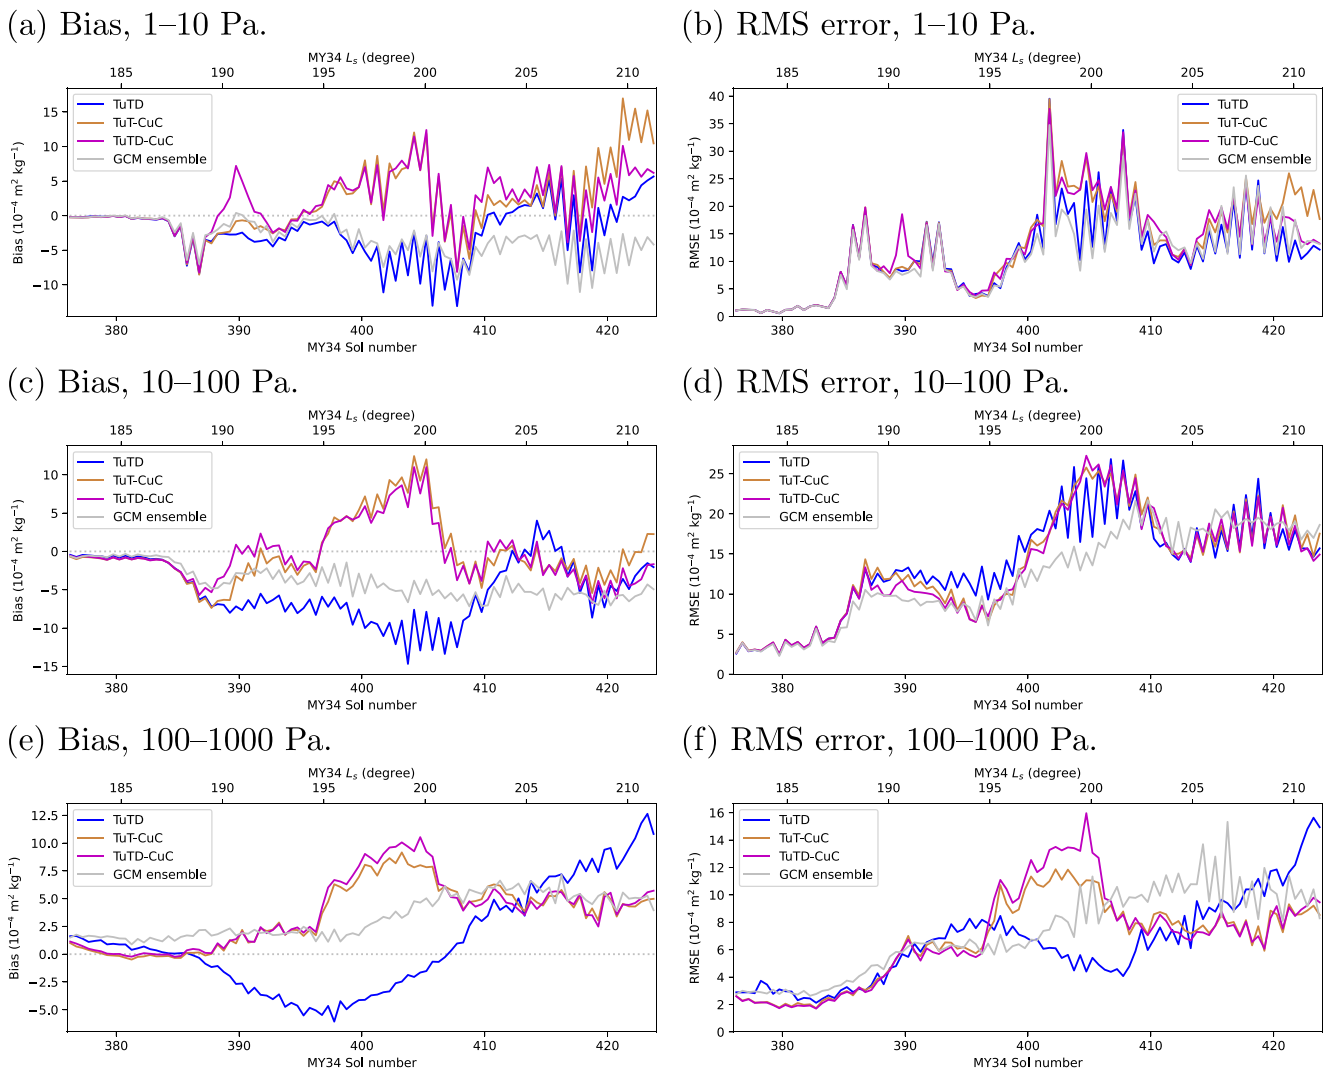 (a) Bias, 1–10 Pa.
MY34 Lₛ (degree)
185 190 195 200 205 210
TuTD
TuT-CuC
TuTD-CuC
GCM ensemble
Bias (10⁻⁴ m² kg⁻¹)
15
10
5
0
−5
−10
380 390 400 410 420
MY34 Sol number
(b) RMS error, 1–10 Pa.
MY34 Lₛ (degree)
185 190 195 200 205 210
TuTD
TuT-CuC
TuTD-CuC
GCM ensemble
RMSE (10⁻⁴ m² kg⁻¹)
40
35
30
25
20
15
10
5
0
380 390 400 410 420
MY34 Sol number
(c) Bias, 10–100 Pa.
MY34 Lₛ (degree)
185 190 195 200 205 210
TuTD
TuT-CuC
TuTD-CuC
GCM ensemble
Bias (10⁻⁴ m² kg⁻¹)
10
5
0
−5
−10
−15
380 390 400 410 420
MY34 Sol number
(d) RMS error, 10–100 Pa.
MY34 Lₛ (degree)
185 190 195 200 205 210
TuTD
TuT-CuC
TuTD-CuC
GCM ensemble
RMSE (10⁻⁴ m² kg⁻¹)
25
20
15
10
5
0
380 390 400 410 420
MY34 Sol number
(e) Bias, 100–1000 Pa.
MY34 Lₛ (degree)
185 190 195 200 205 210
TuTD
TuT-CuC
TuTD-CuC
GCM ensemble
Bias (10⁻⁴ m² kg⁻¹)
12.5
10.0
7.5
5.0
2.5
0.0
−2.5
−5.0
380 390 400 410 420
MY34 Sol number
(f) RMS error, 100–1000 Pa.
MY34 Lₛ (degree)
185 190 195 200 205 210
TuTD
TuT-CuC
TuTD-CuC
GCM ensemble
RMSE (10⁻⁴ m² kg⁻¹)
16
14
12
10
8
6
4
2
0
380 390 400 410 420
MY34 Sol number